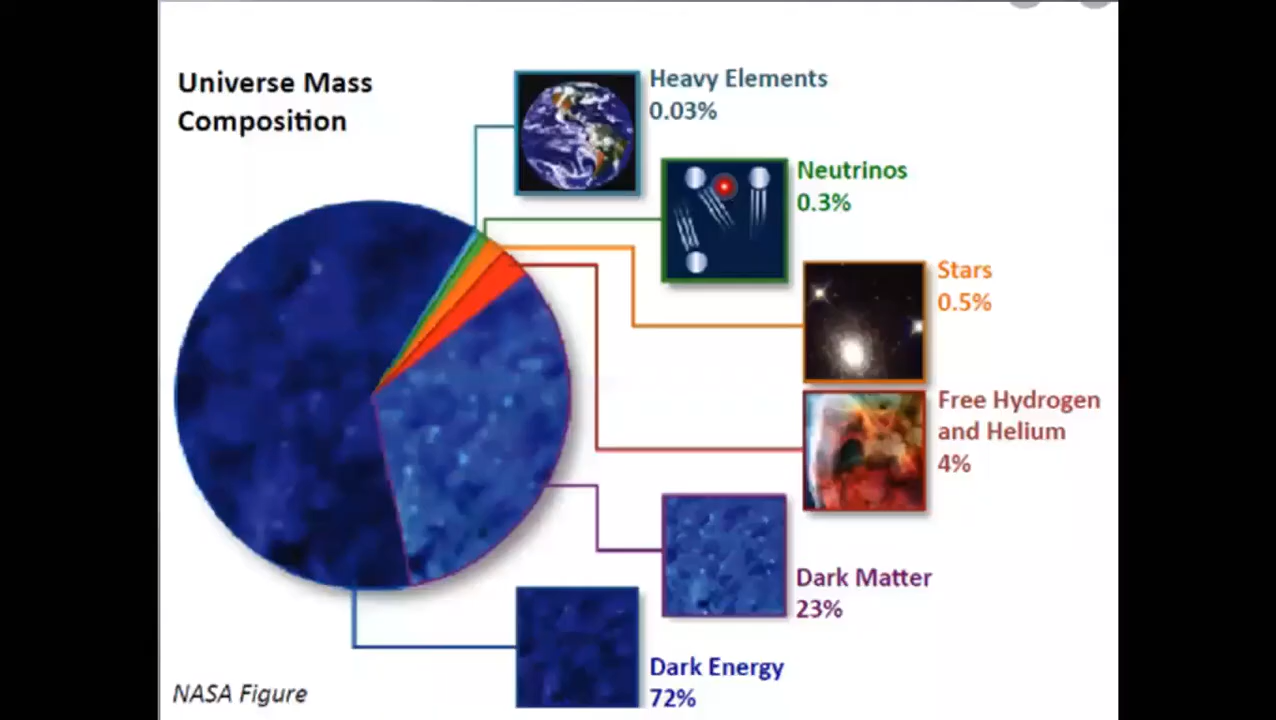 Universe Mass
Composition
Heavy Elements
0.03%
Neutrinos
0.3%
Stars
0.5%
Free Hydrogen
and Helium
4%
Dark Matter
23%
Dark Energy
72%
NASA Figure